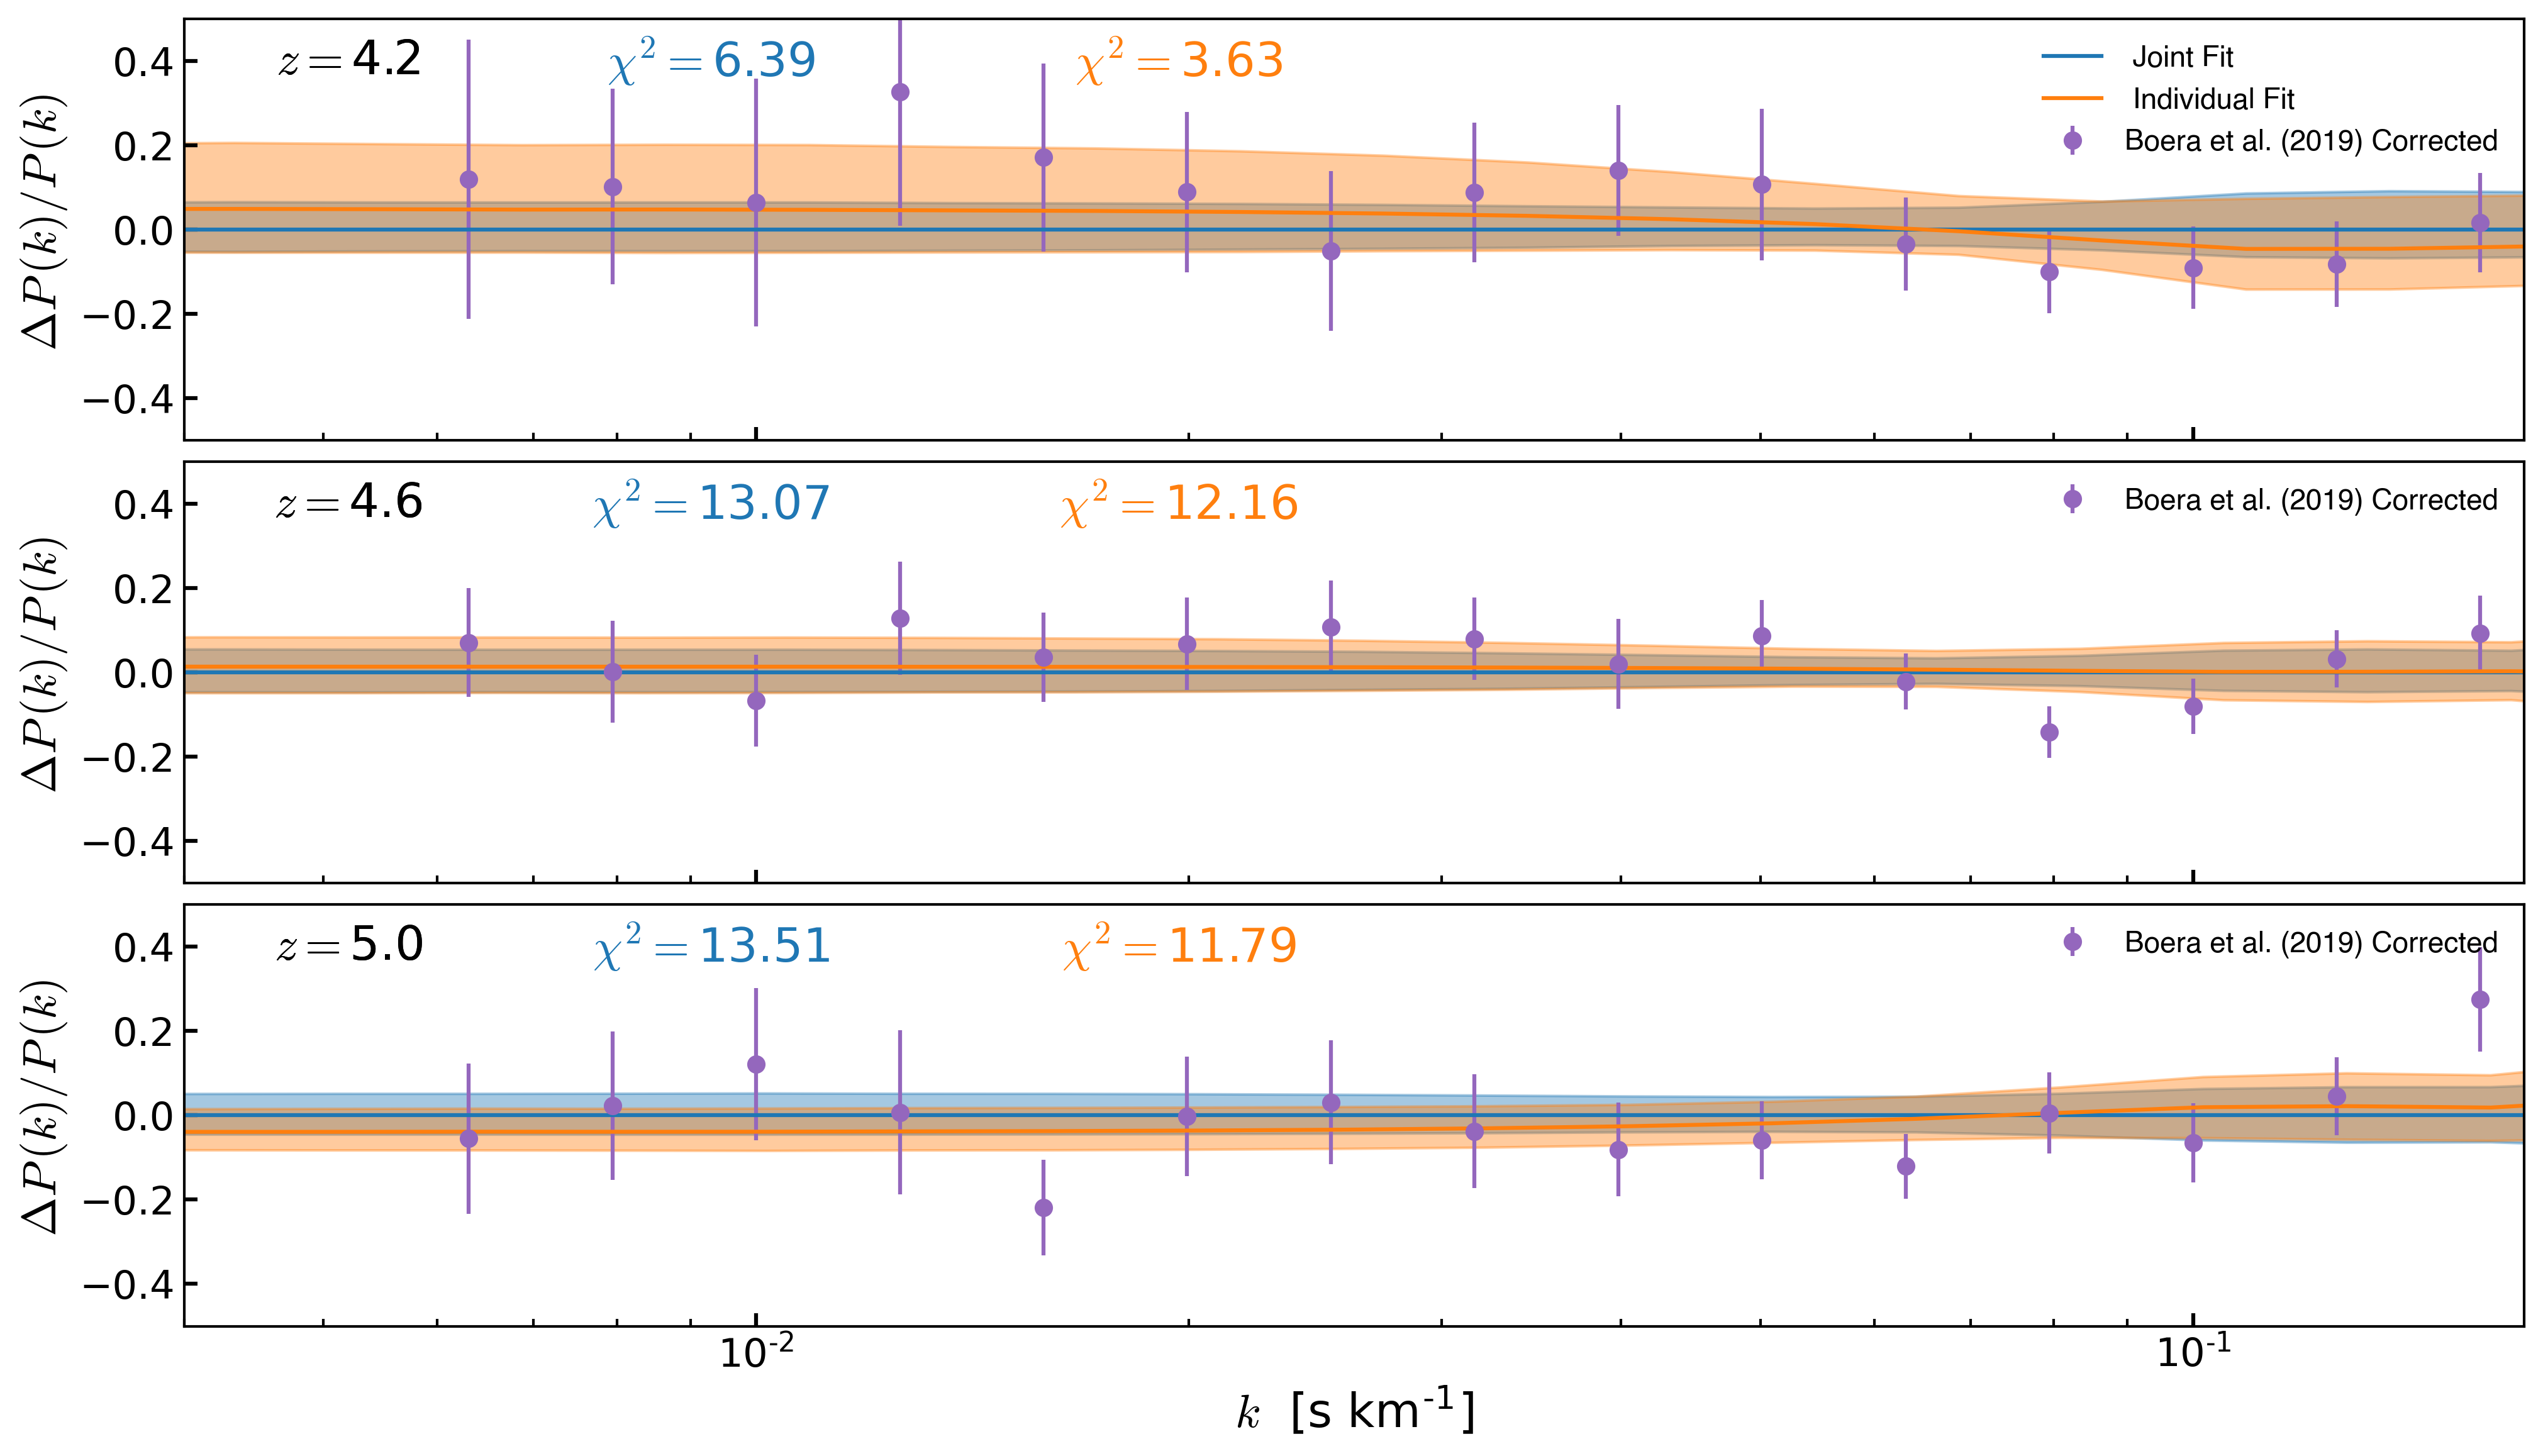 z = 4.2 χ² = 6.39 χ² = 3.63
Joint Fit
Individual Fit
Boera et al. (2019) Corrected
0.4
0.2
0.0
−0.2
−0.4
ΔP(k)/P(k)
z = 4.6 χ² = 13.07 χ² = 12.16
Boera et al. (2019) Corrected
0.4
0.2
0.0
−0.2
−0.4
ΔP(k)/P(k)
z = 5.0 χ² = 13.51 χ² = 11.79
Boera et al. (2019) Corrected
0.4
0.2
0.0
−0.2
−0.4
ΔP(k)/P(k)
10⁻² 10⁻¹
k [s km⁻¹]